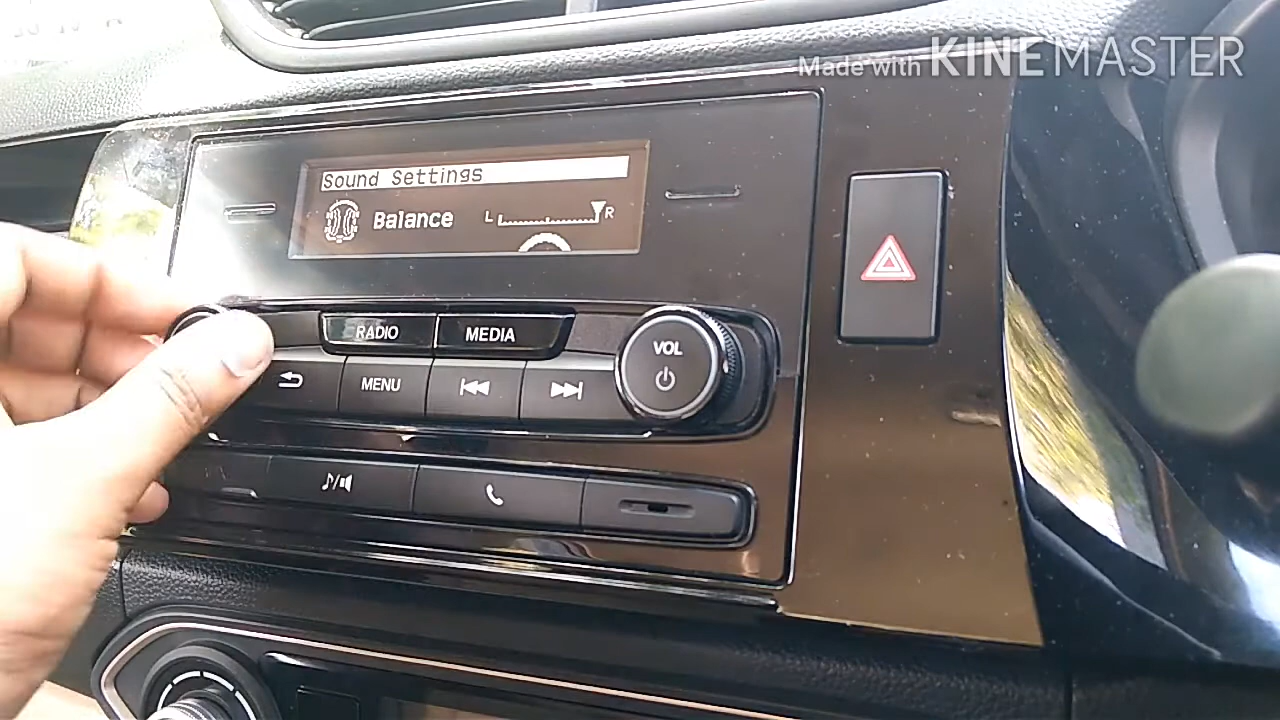 Made with KINEMASTER
Sound Settings
Balance L R
RADIO MEDIA
VOL
MENU